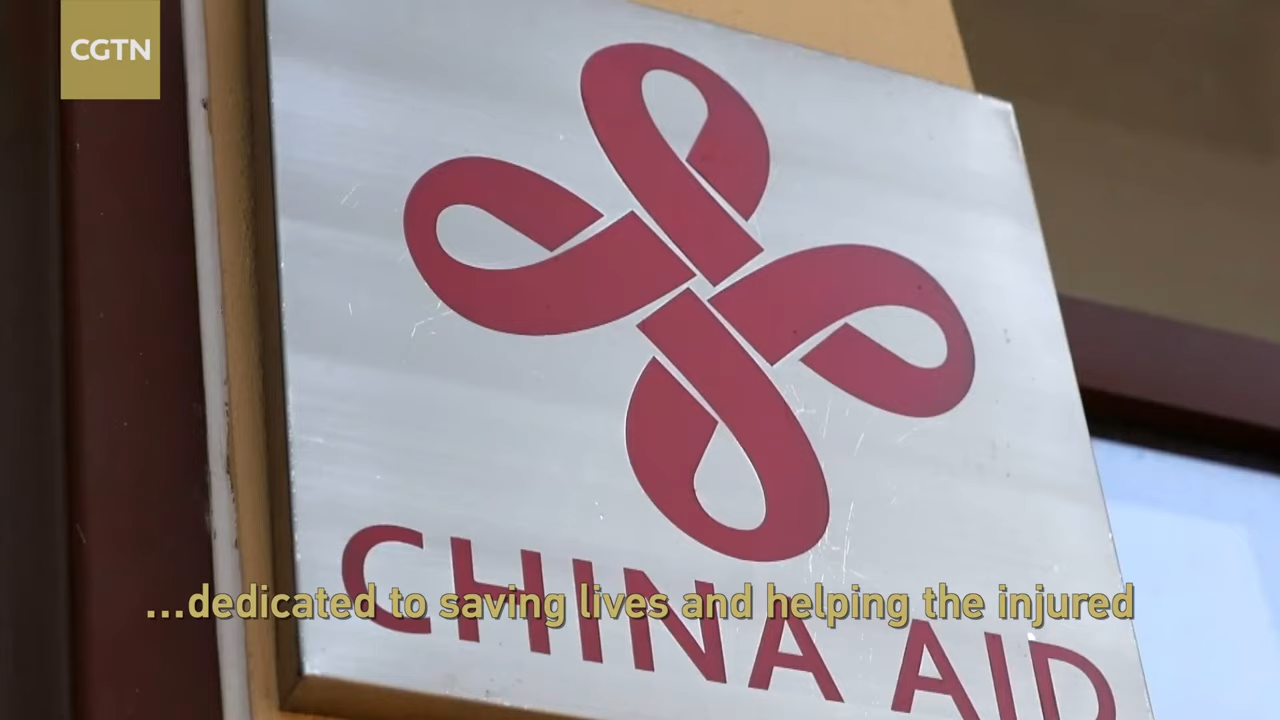 CGTN
...dedicated to saving lives and helping the injured
CHINA AID